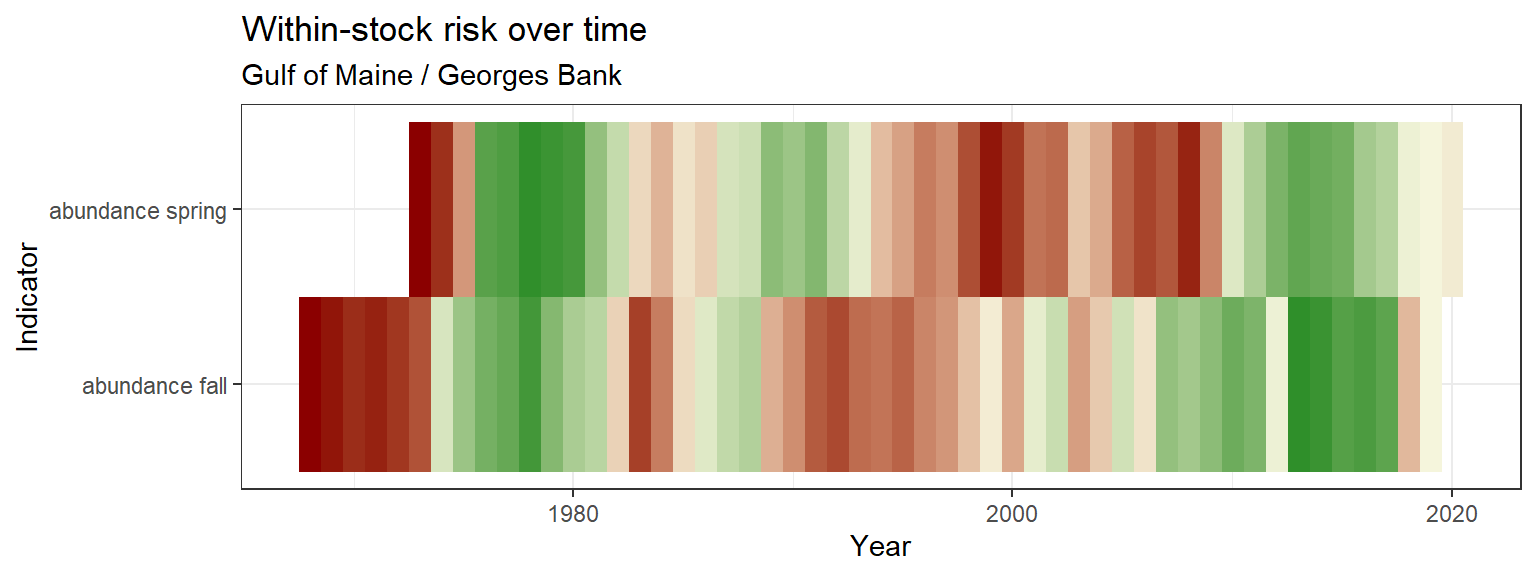 Within-stock risk over time
Gulf of Maine / Georges Bank
Indicator
abundance spring
abundance fall
1980 2000 2020
Year